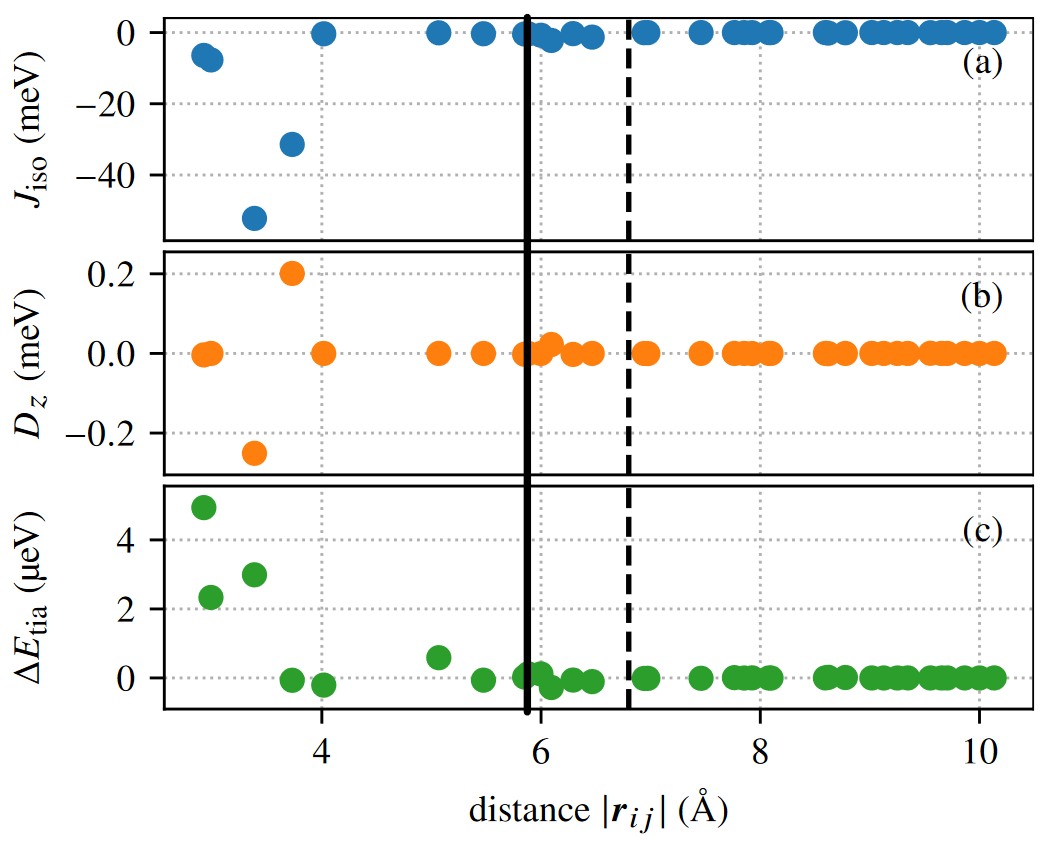 0
−20
−40
J_iso (meV)
(a)
0.2
0.0
−0.2
D_z (meV)
(b)
4
2
0
ΔE_tia (μeV)
(c)
4 6 8 10
distance |r_ij| (Å)